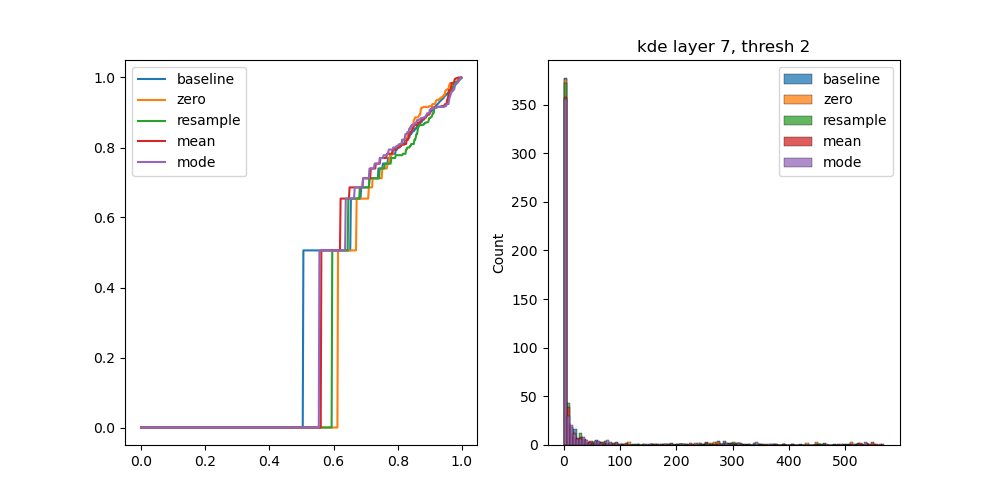 1.0
0.8
0.6
0.4
0.2
0.0
0.0 0.2 0.4 0.6 0.8 1.0
baseline
zero
resample
mean
mode
kde layer 7, thresh 2
Count
350
300
250
200
150
100
50
0
0 100 200 300 400 500
baseline
zero
resample
mean
mode